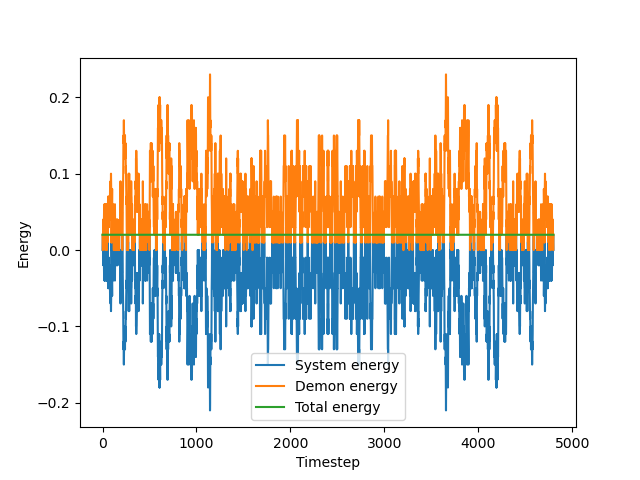 0.2
0.1
0.0
−0.1
−0.2
Energy
System energy
Demon energy
Total energy
0 1000 2000 3000 4000 5000
Timestep